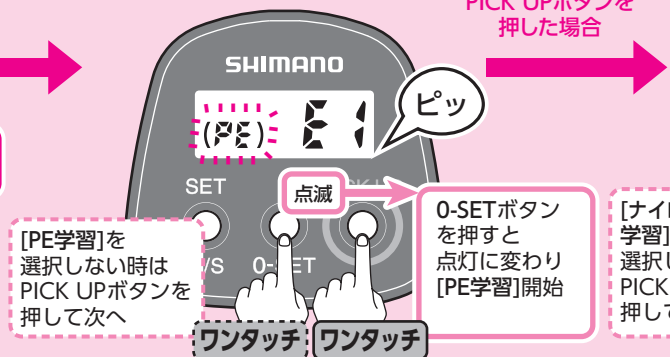 PICK UPボタンを
押した場合
SHIMANO
(PE) E1
ピッ
SET
点滅
0-SET
[PE学習]を
選択しない時は
PICK UPボタンを
押して次へ
0-SETボタン
を押すと
点灯に変わり
[PE学習]開始
学習]
選択し
PICK
押して
ワンタッチ
ワンタッチ